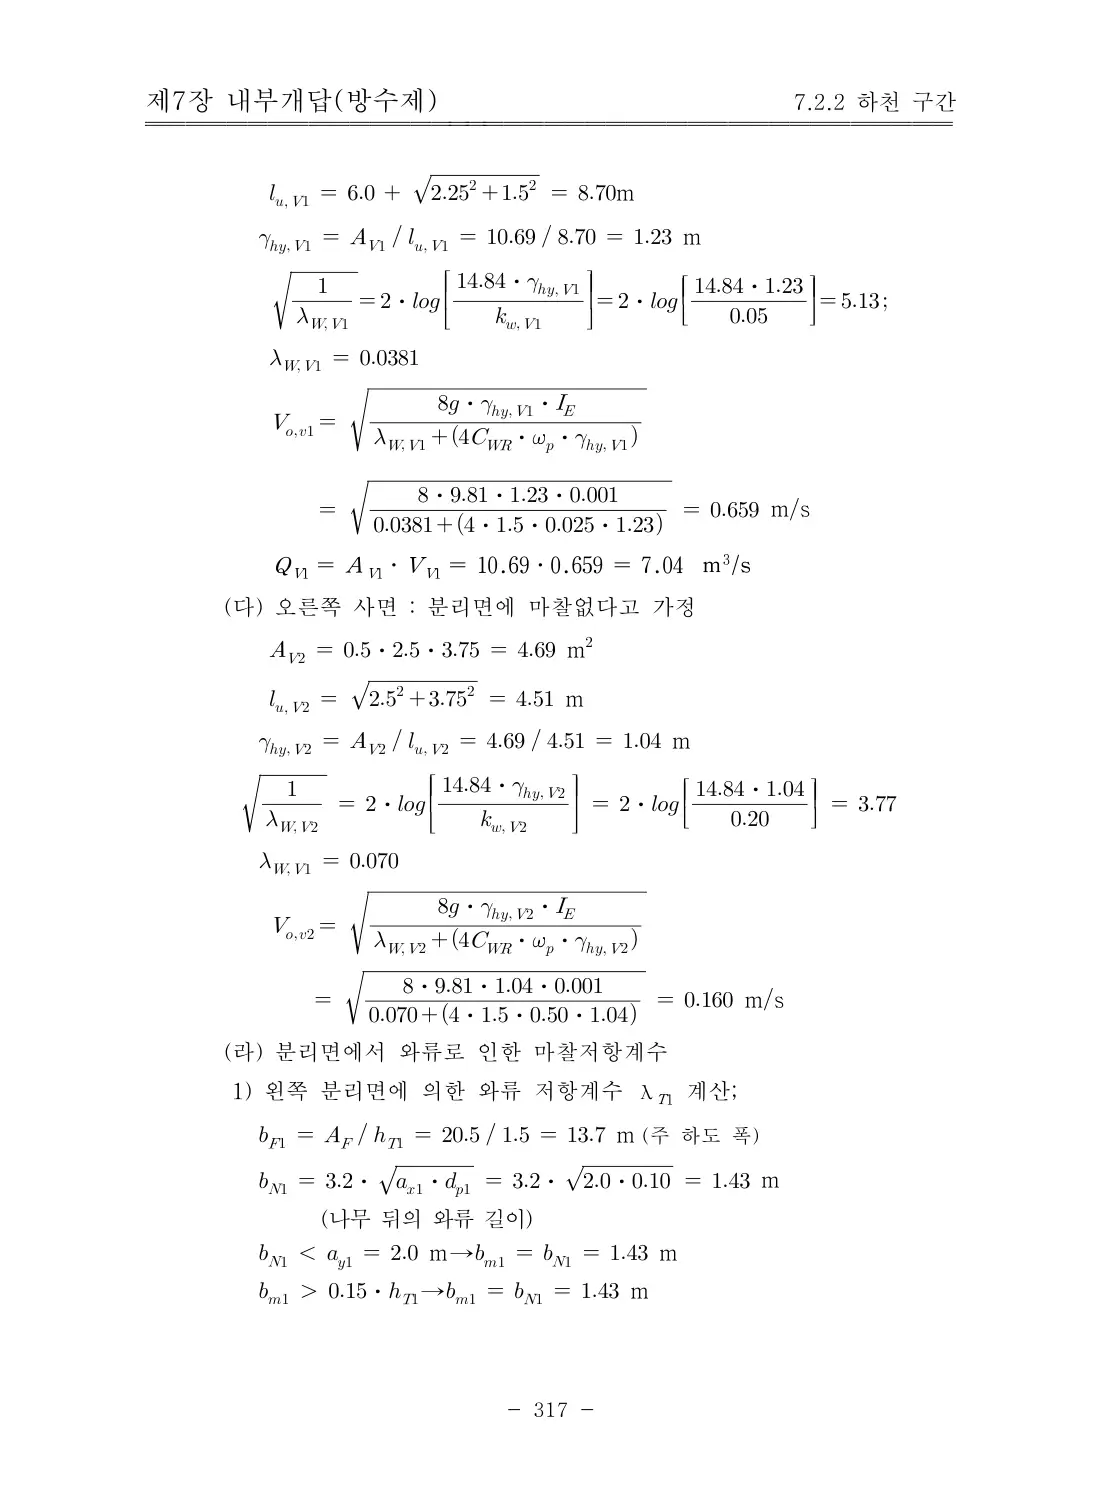 제7장 내부개답(방수제) 7.2.2 하천 구간
l_{u, V1} = 6.0 + √(2.25²+1.5²) = 8.70m
γ_{hy, V1} = A_{V1} / l_{u, V1} = 10.69 / 8.70 = 1.23 m
√(1/λ_{W, V1}) = 2・log[(14.84・γ_{hy, V1})/k_{w, V1}] = 2・log[(14.84・1.23)/0.05] = 5.13;
λ_{W, V1} = 0.0381
V_{o,v1} = √((8g・γ_{hy, V1}・I_E)/(λ_{W, V1}+(4C_{WR}・ω_p・γ_{hy, V1})))
= √((8・9.81・1.23・0.001)/(0.0381+(4・1.5・0.025・1.23))) = 0.659 m/s
Q_{V1} = A_{V1}・V_{V1} = 10.69・0.659 = 7.04 m³/s
(다) 오른쪽 사면 : 분리면에 마찰없다고 가정
A_{V2} = 0.5・2.5・3.75 = 4.69 m²
l_{u, V2} = √(2.5²+3.75²) = 4.51 m
γ_{hy, V2} = A_{V2} / l_{u, V2} = 4.69 / 4.51 = 1.04 m
√(1/λ_{W, V2}) = 2・log[(14.84・γ_{hy, V2})/k_{w, V2}] = 2・log[(14.84・1.04)/0.20] = 3.77
λ_{W, V1} = 0.070
V_{o,v2} = √((8g・γ_{hy, V2}・I_E)/(λ_{W, V2}+(4C_{WR}・ω_p・γ_{hy, V2})))
= √((8・9.81・1.04・0.001)/(0.070+(4・1.5・0.50・1.04))) = 0.160 m/s
(라) 분리면에서 와류로 인한 마찰저항계수
1) 왼쪽 분리면에 의한 와류 저항계수 λ_{T1} 계산;
b_{F1} = A_F / h_{T1} = 20.5 / 1.5 = 13.7 m (주 하도 폭)
b_{N1} = 3.2・√(a_{x1}・d_{p1}) = 3.2・√(2.0・0.10) = 1.43 m
(나무 뒤의 와류 길이)
b_{N1} < a_{y1} = 2.0 m→b_{m1} = b_{N1} = 1.43 m
b_{m1} > 0.15・h_{T1}→b_{m1} = b_{N1} = 1.43 m
- 317 -